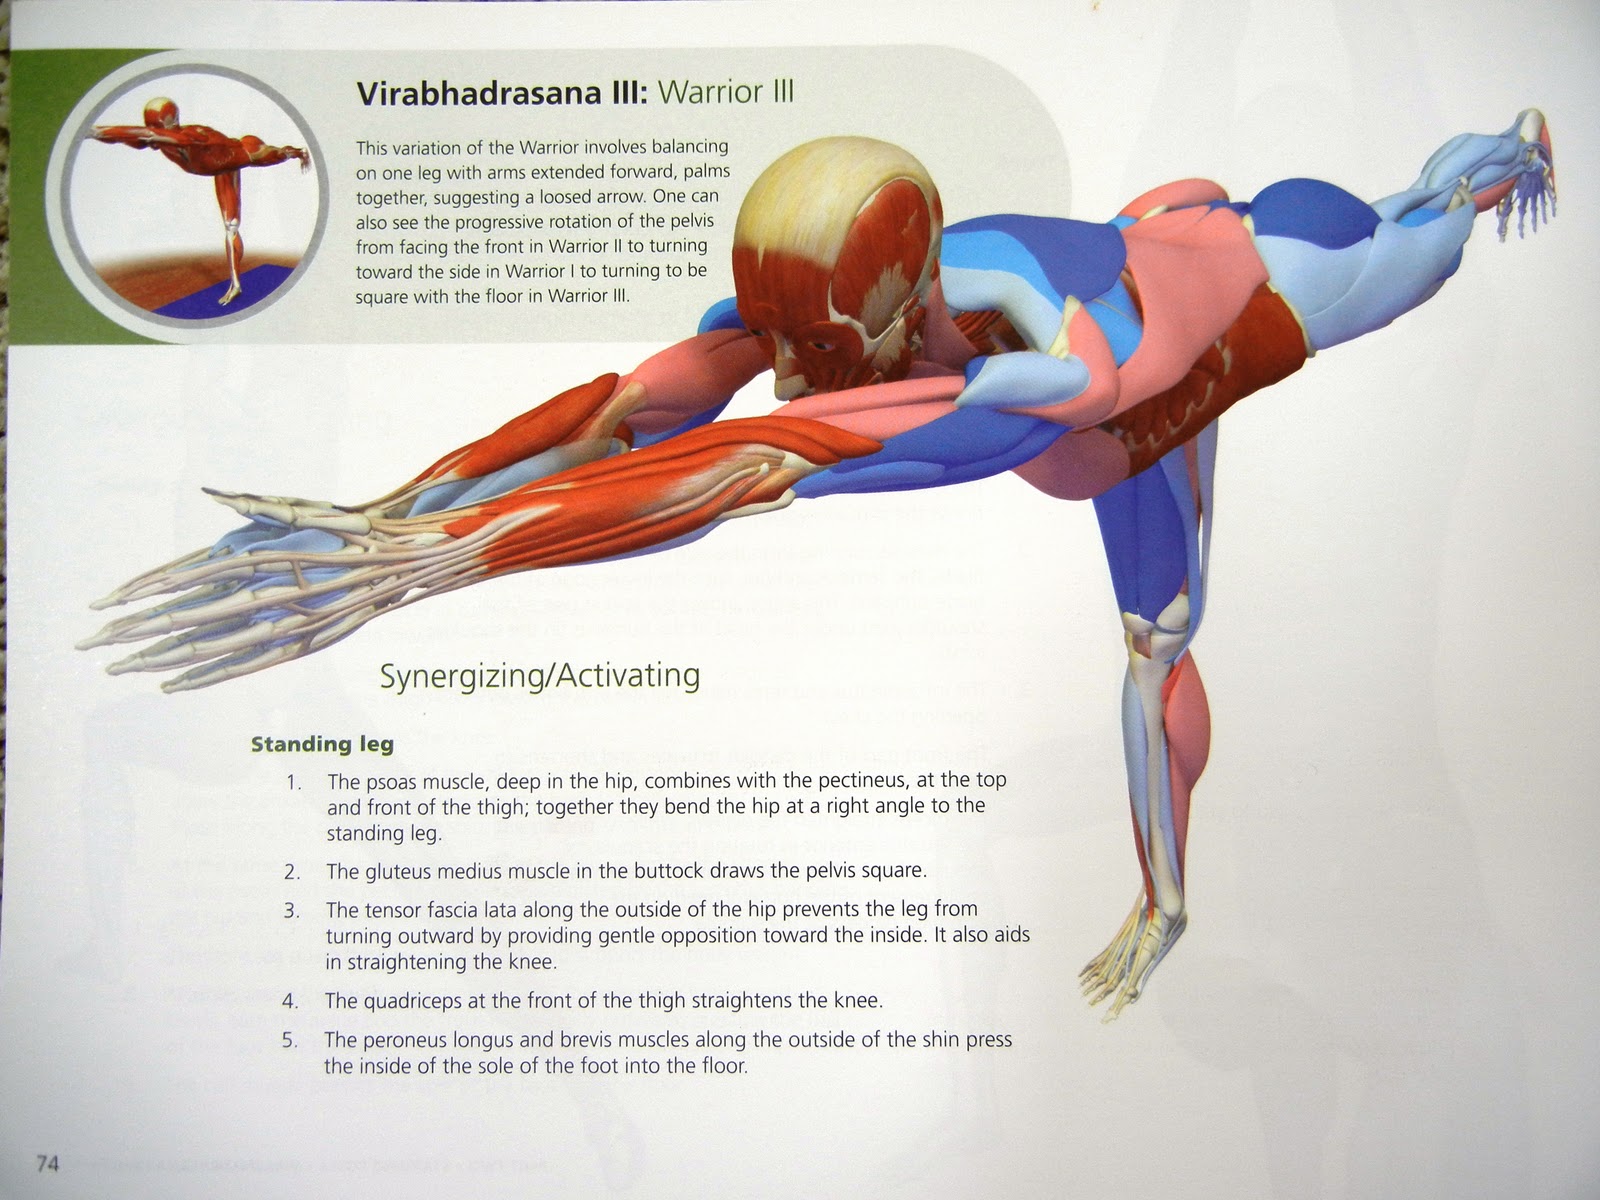 Virabhadrasana III: Warrior III
This variation of the Warrior involves balancing
on one leg with arms extended forward, palms
together, suggesting a loosed arrow. One can
also see the progressive rotation of the pelvis
from facing the front in Warrior II to turning
toward the side in Warrior I to turning to be
square with the floor in Warrior III.
Synergizing/Activating
Standing leg
1. The psoas muscle, deep in the hip, combines with the pectineus, at the top
and front of the thigh; together they bend the hip at a right angle to the
standing leg.
2. The gluteus medius muscle in the buttock draws the pelvis square.
3. The tensor fascia lata along the outside of the hip prevents the leg from
turning outward by providing gentle opposition toward the inside. It also aids
in straightening the knee.
4. The quadriceps at the front of the thigh straightens the knee.
5. The peroneus longus and brevis muscles along the outside of the shin press
the inside of the sole of the foot into the floor.
74